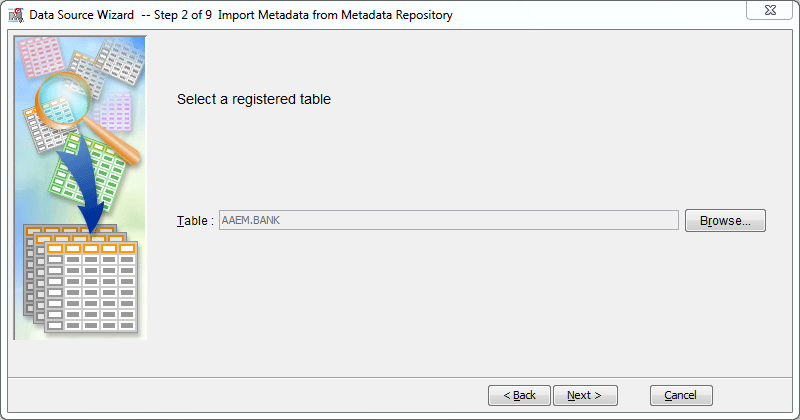 Data Source Wizard -- Step 2 of 9 Import Metadata from Metadata Repository
Select a registered table
Table : AAEM.BANK Browse...
< Back Next > Cancel